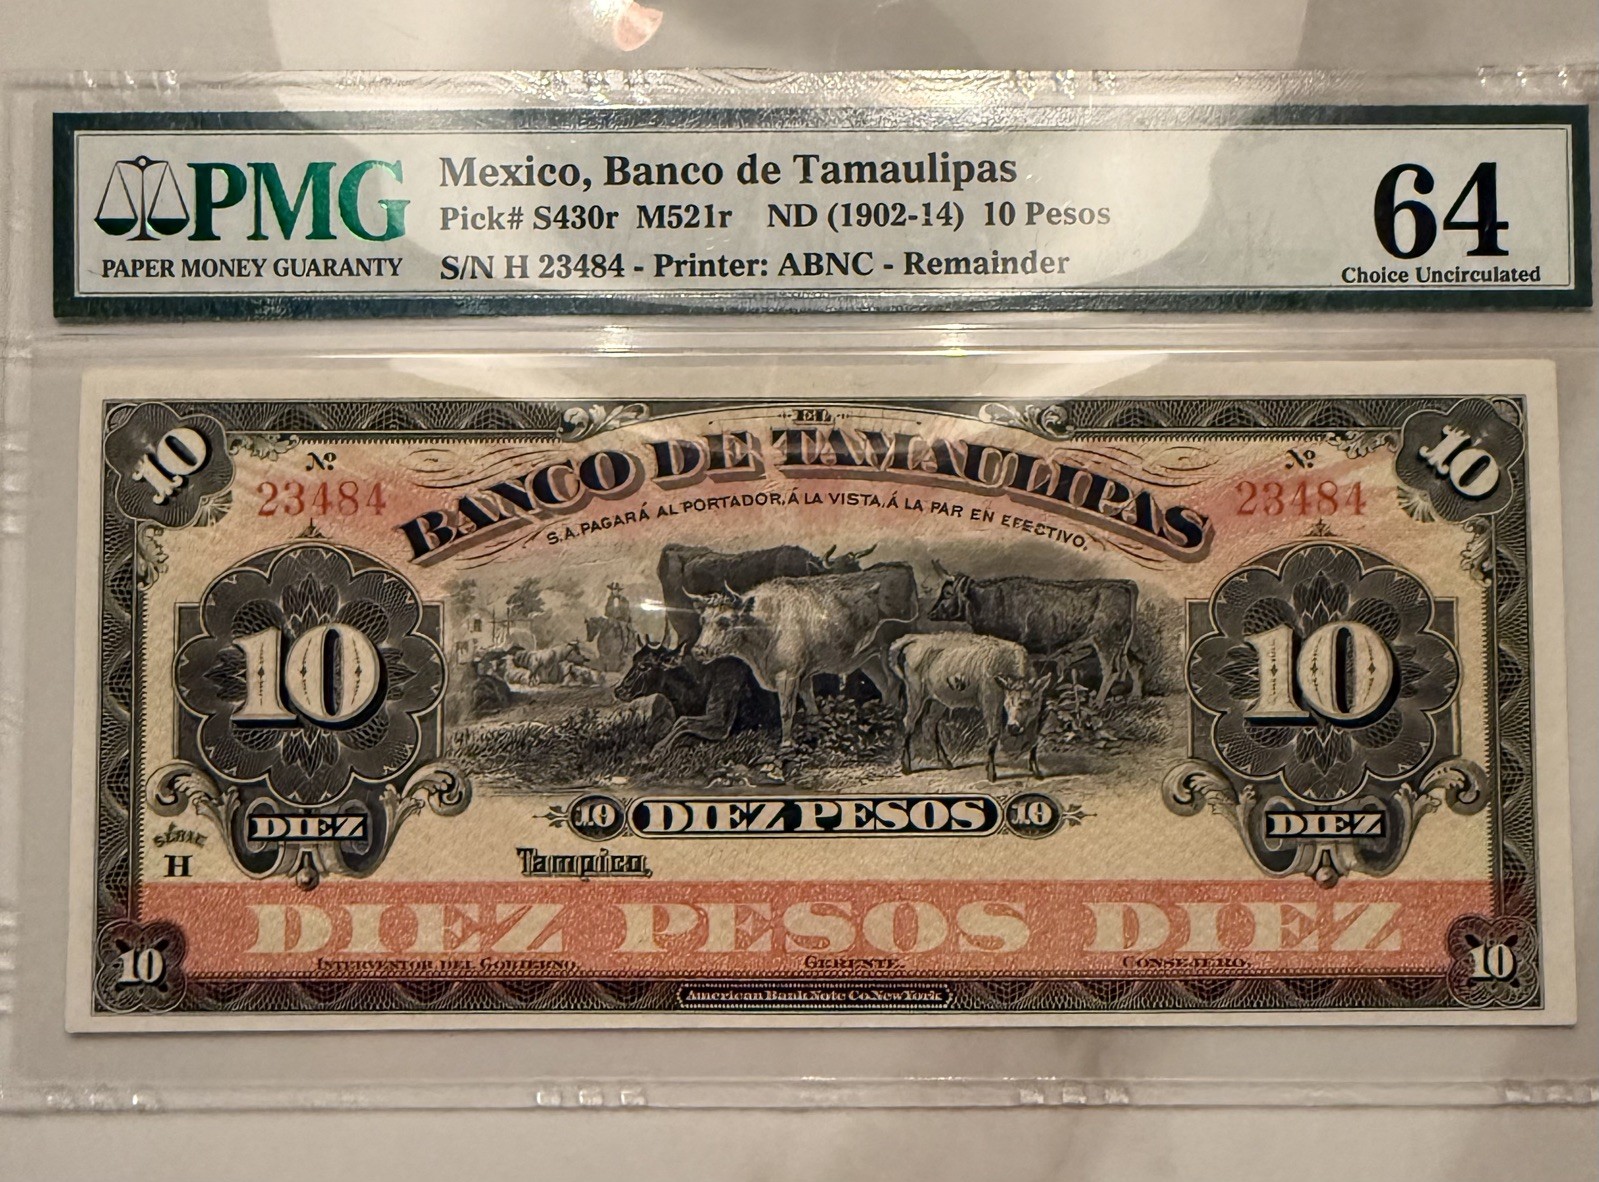 PMG
PAPER MONEY GUARANTY
Mexico, Banco de Tamaulipas
Pick# S430r M521r ND (1902-14) 10 Pesos
S/N H 23484 - Printer: ABNC - Remainder
64
Choice Uncirculated
10
EL
10
Nº
BANCO DE TAMAULIPAS
Nº
23484
23484
S.A. PAGARÁ AL PORTADOR, Á LA VISTA, Á LA PAR EN EFECTIVO.
10
10
10 DIEZ PESOS 10
DIEZ
DIEZ
SÉRIE
H
Tampico,
DIEZ PESOS DIEZ
INTERVENTOR DEL GOBIERNO.
GERENTE.
CONSEJERO.
10
10
American Bank Note Co New York